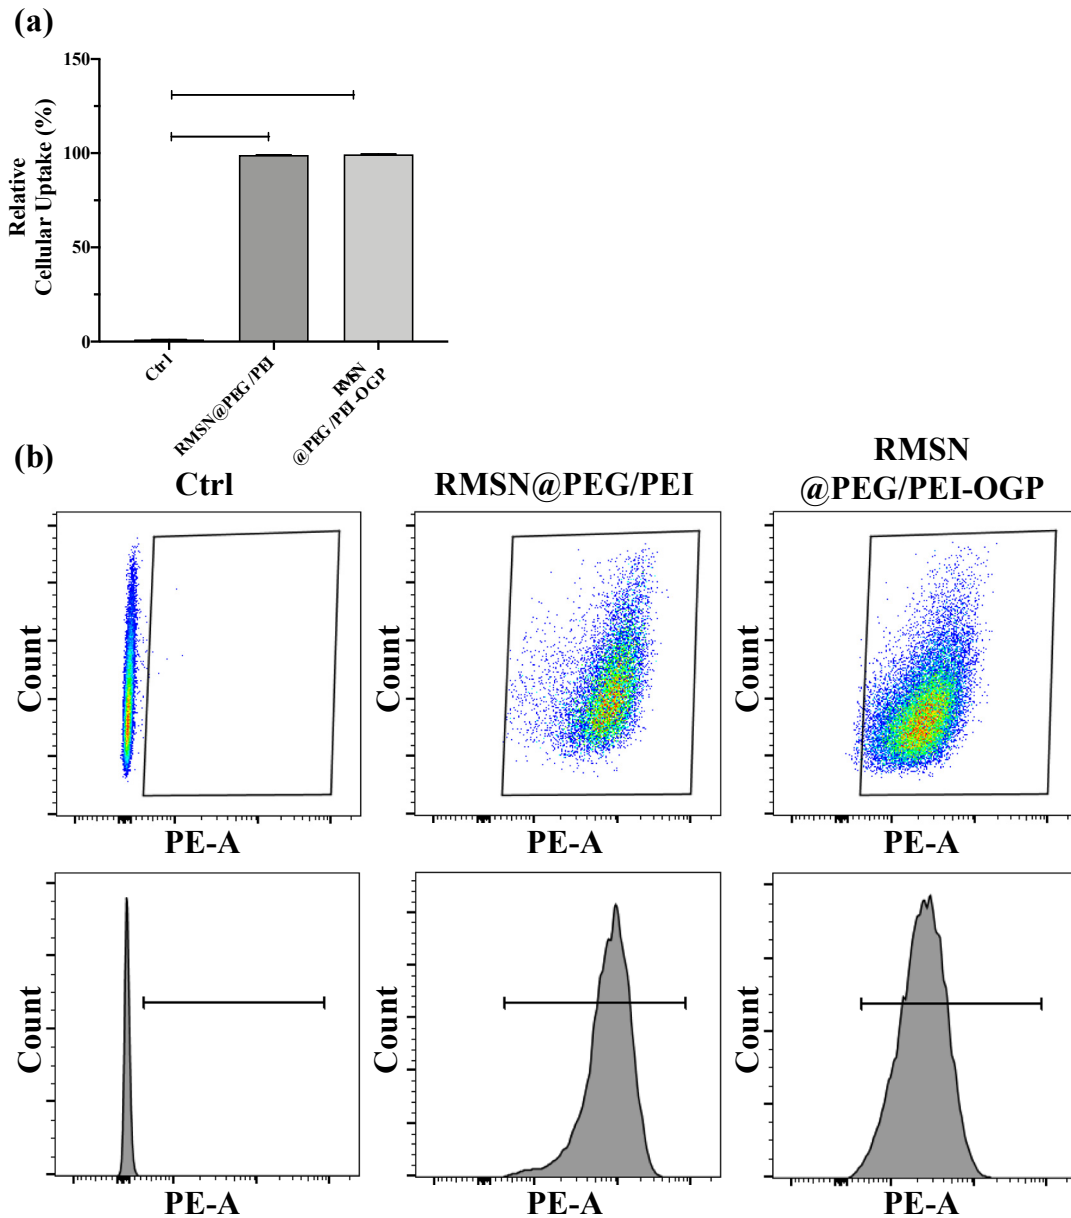 (a)
150
100
50
0
Relative
Cellular Uptake (%)
Ctrl
RMSN@PEG/PEI
RMSN
@PEG/PEI-OGP
(b)
Ctrl
RMSN@PEG/PEI
RMSN
@PEG/PEI-OGP
Count
Count
Count
PE-A
PE-A
PE-A
Count
Count
Count
PE-A
PE-A
PE-A